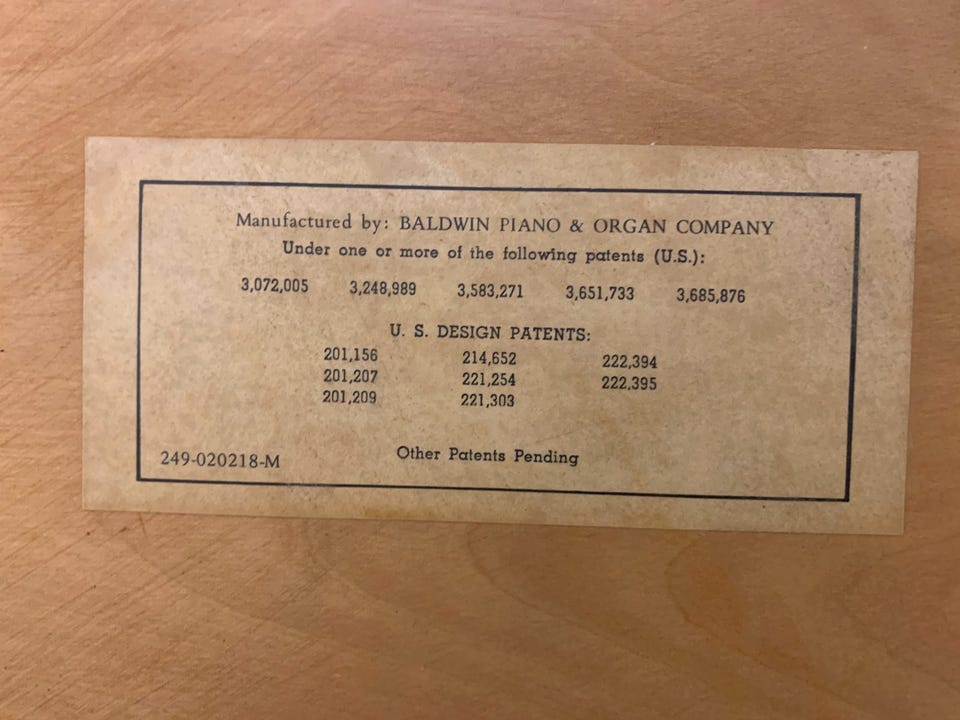 Manufactured by: BALDWIN PIANO & ORGAN COMPANY
Under one or more of the following patents (U.S.):
3,072,005 3,248,989 3,583,271 3,651,733 3,685,876
U. S. DESIGN PATENTS:
201,156 214,652 222,394
201,207 221,254 222,395
201,209 221,303
249-020218-M Other Patents Pending